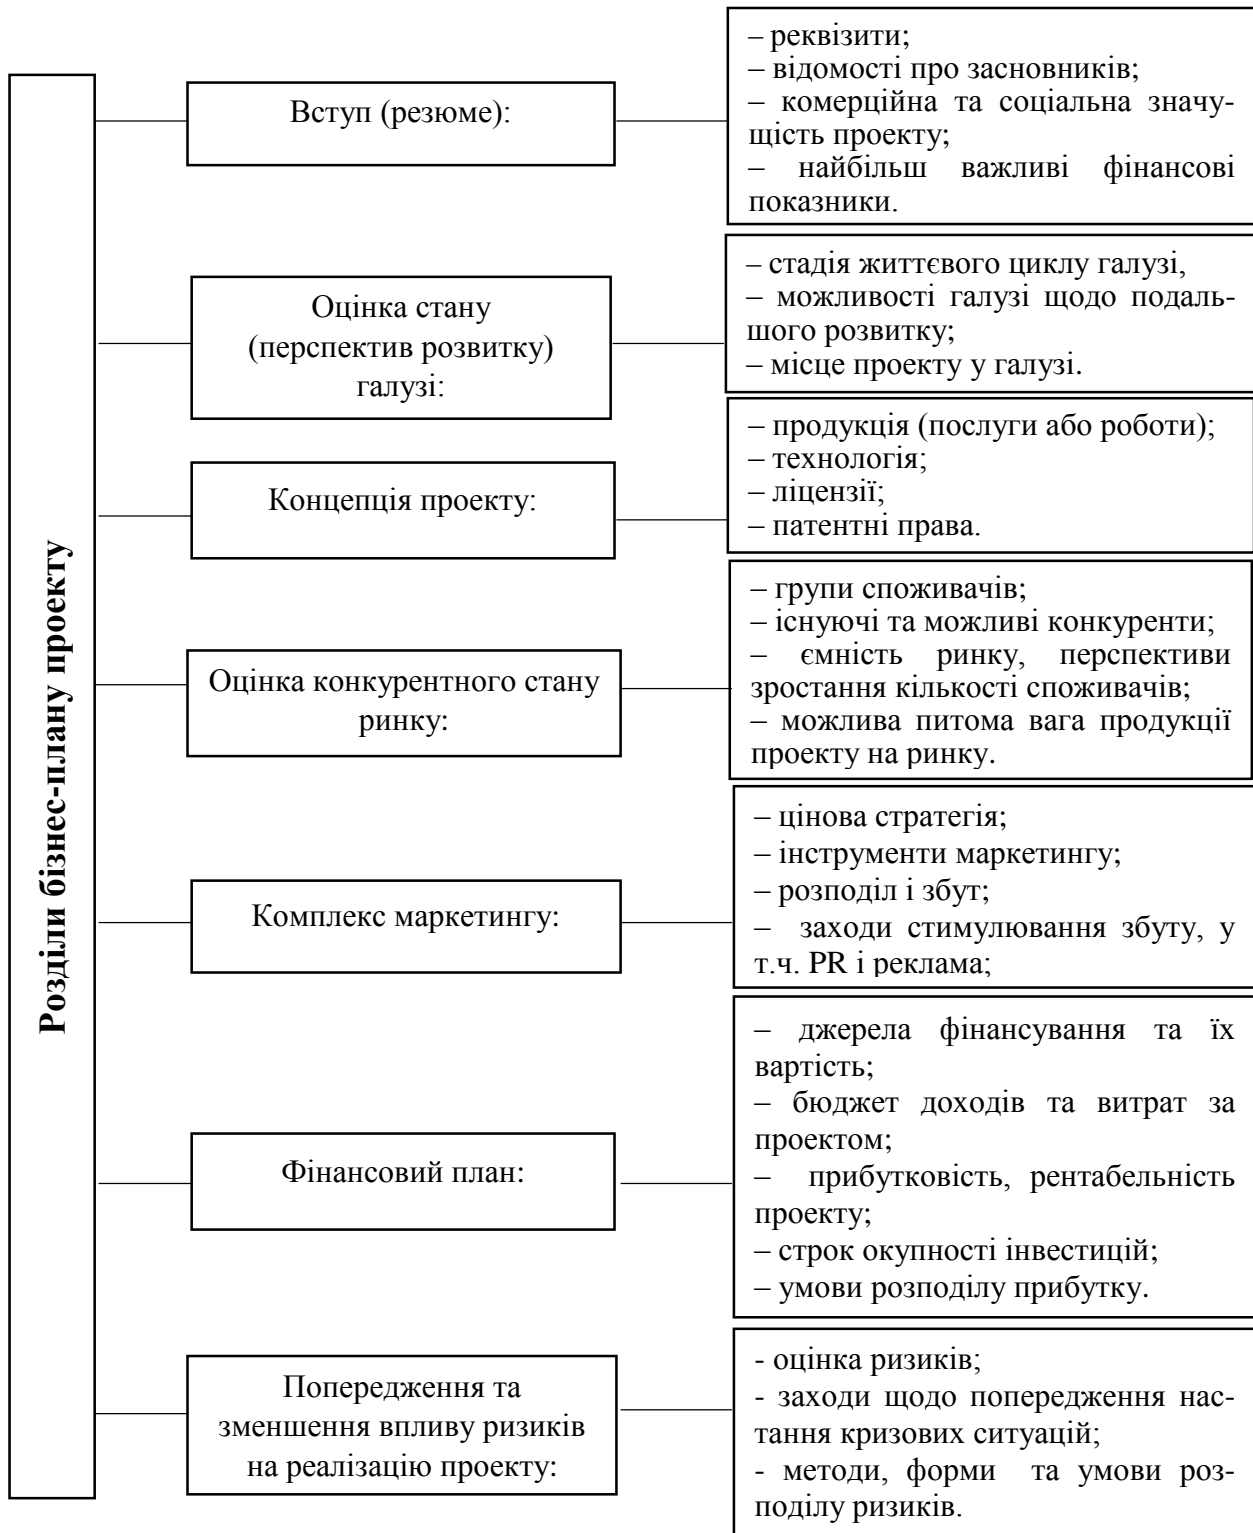 Розділи бізнес-плану проекту
Вступ (резюме):
– реквізити;
– відомості про засновників;
– комерційна та соціальна значу-
щість проекту;
– найбільш важливі фінансові
показники.
Оцінка стану
(перспектив розвитку)
галузі:
– стадія життєвого циклу галузі,
– можливості галузі щодо подаль-
шого розвитку;
– місце проекту у галузі.
Концепція проекту:
– продукція (послуги або роботи);
– технологія;
– ліцензії;
– патентні права.
Оцінка конкурентного стану
ринку:
– групи споживачів;
– існуючі та можливі конкуренти;
– ємність ринку, перспективи
зростання кількості споживачів;
– можлива питома вага продукції
проекту на ринку.
Комплекс маркетингу:
– цінова стратегія;
– інструменти маркетингу;
– розподіл і збут;
– заходи стимулювання збуту, у
т.ч. PR і реклама;
Фінансовий план:
– джерела фінансування та їх
вартість;
– бюджет доходів та витрат за
проектом;
– прибутковість, рентабельність
проекту;
– строк окупності інвестицій;
– умови розподілу прибутку.
Попередження та
зменшення впливу ризиків
на реалізацію проекту:
- оцінка ризиків;
- заходи щодо попередження нас-
тання кризових ситуацій;
- методи, форми та умови роз-
поділу ризиків.